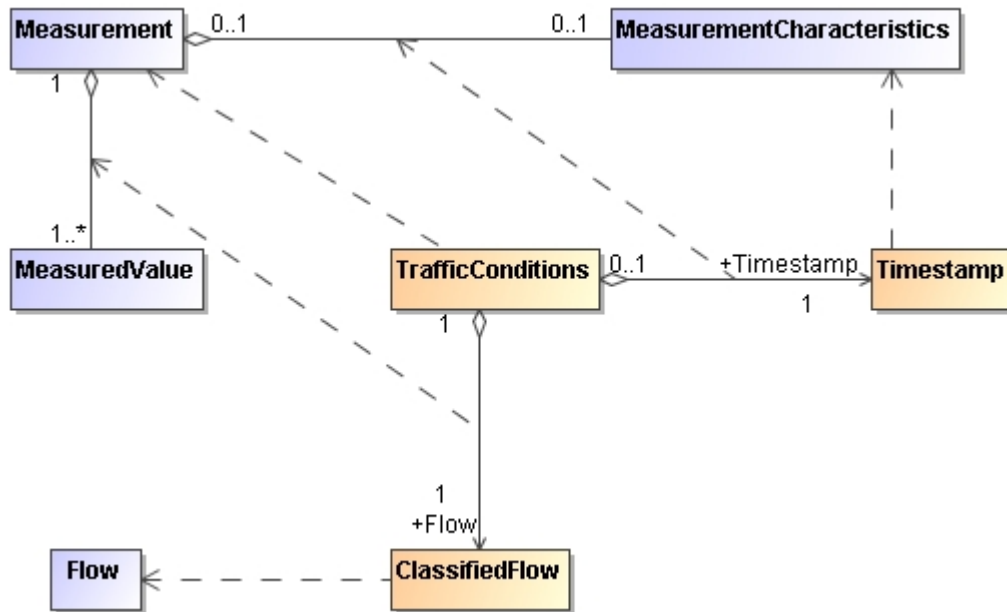 Measurement
0..1
0..1
MeasurementCharacteristics
1
1..*
MeasuredValue
TrafficConditions
0..1
+Timestamp
1
Timestamp
1
1
+Flow
Flow
ClassifiedFlow